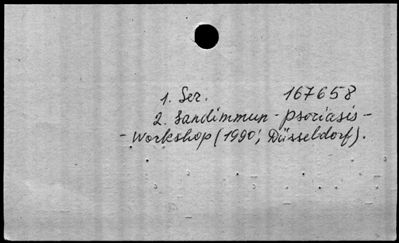 1. Ser. 167658
2. Sandimmun - Psoriasis -
- Workshop (1990; Düsseldorf).